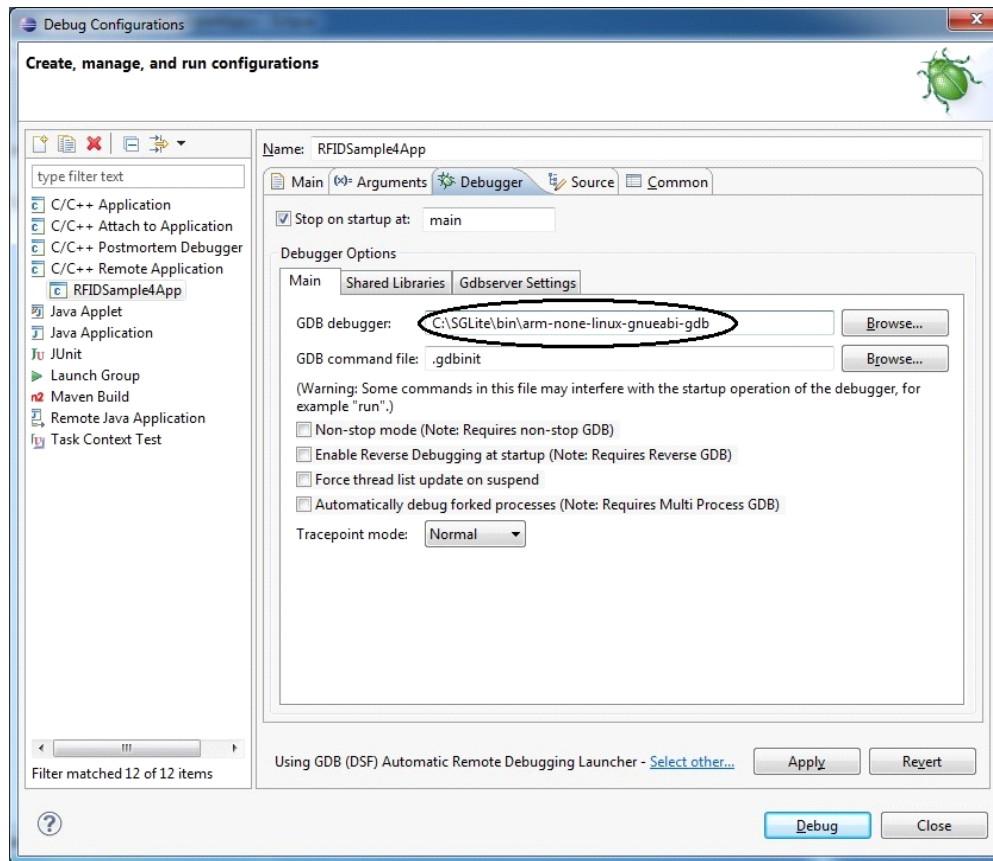 Debug Configurations
Create, manage, and run configurations
type filter text
C/C++ Application
C/C++ Attach to Application
C/C++ Postmortem Debugger
C/C++ Remote Application
RFIDSample4App
Java Applet
Java Application
JUnit
Launch Group
Maven Build
Remote Java Application
Task Context Test
Filter matched 12 of 12 items
Name: RFIDSample4App
Main Arguments Debugger Source Common
Stop on startup at: main
Debugger Options
Main Shared Libraries Gdbserver Settings
GDB debugger: C:\SGLite\bin\arm-none-linux-gnueabi-gdb Browse...
GDB command file: .gdbinit Browse...
(Warning: Some commands in this file may interfere with the startup operation of the debugger, for
example "run".)
Non-stop mode (Note: Requires non-stop GDB)
Enable Reverse Debugging at startup (Note: Requires Reverse GDB)
Force thread list update on suspend
Automatically debug forked processes (Note: Requires Multi Process GDB)
Tracepoint mode: Normal
Using GDB (DSF) Automatic Remote Debugging Launcher - Select other... Apply Revert
Debug Close